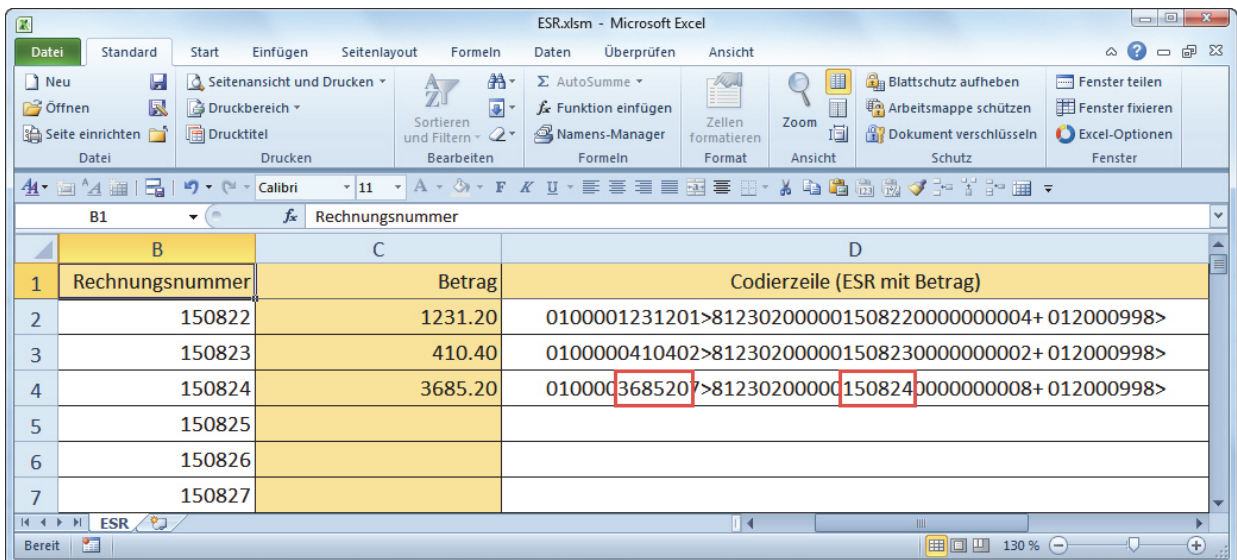 ESR.xlsm - Microsoft Excel
Datei Standard Start Einfügen Seitenlayout Formeln Daten Überprüfen Ansicht
Neu Seitenansicht und Drucken Σ AutoSumme Blattschutz aufheben Fenster teilen
Öffnen Druckbereich Sortieren und Filtern fx Funktion einfügen Zellen formatieren Zoom Arbeitsmappe schützen Fenster fixieren
Seite einrichten Drucktitel Namens-Manager Dokument verschlüsseln Excel-Optionen
Datei Drucken Bearbeiten Formeln Format Ansicht Schutz Fenster
Calibri 11 A F K U
B1 fx Rechnungsnummer
B C D
1 Rechnungsnummer Betrag Codierzeile (ESR mit Betrag)
2 150822 1231.20 0100001231201>812302000001508220000000004+ 012000998>
3 150823 410.40 0100000410402>812302000001508230000000002+ 012000998>
4 150824 3685.20 0100003685207>812302000001508240000000008+ 012000998>
5 150825
6 150826
7 150827
ESR
Bereit 130 %